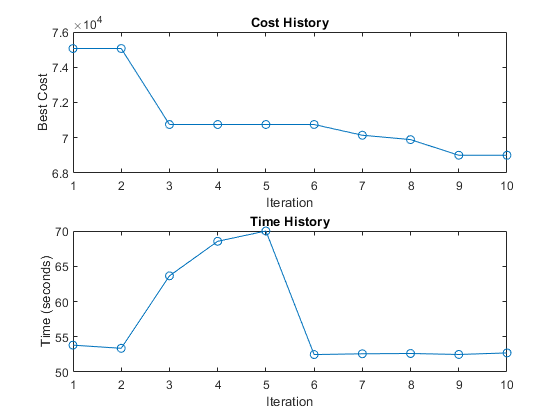 Cost History
×10⁴
7.6
7.4
7.2
7
6.8
Best Cost
1 2 3 4 5 6 7 8 9 10
Iteration
Time History
70
65
60
55
50
Time (seconds)
1 2 3 4 5 6 7 8 9 10
Iteration